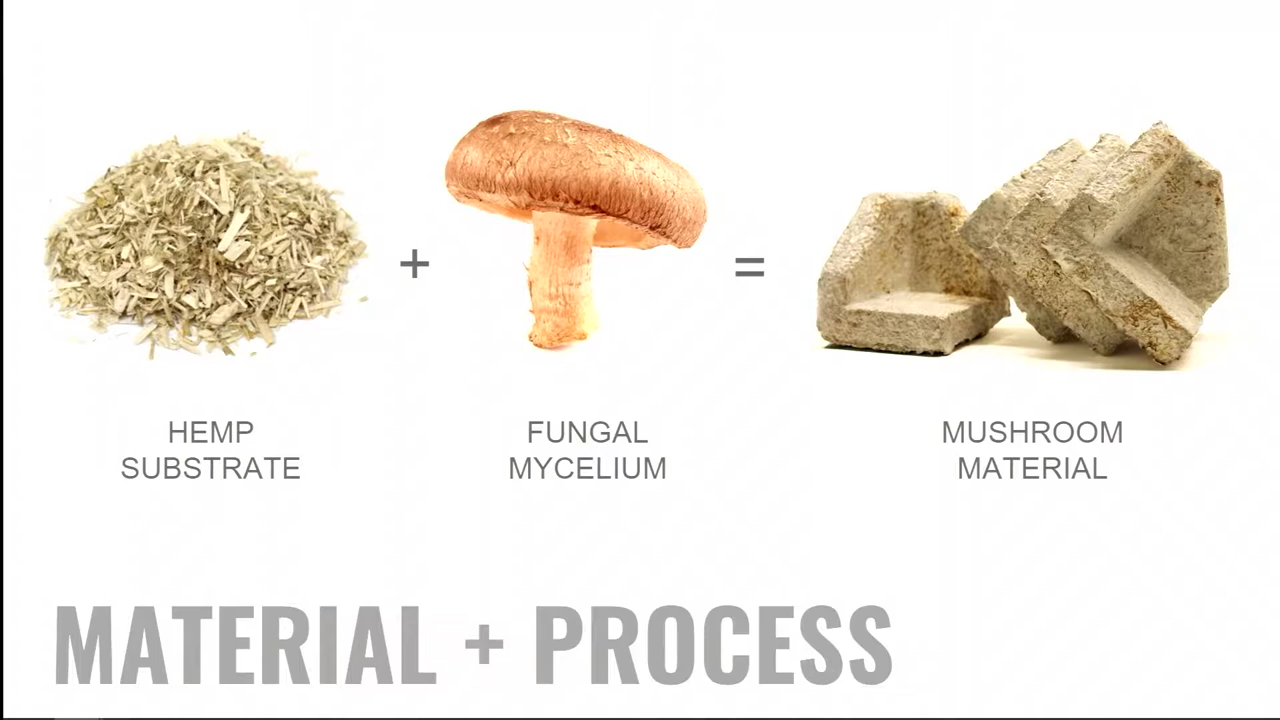 +
=
HEMP
SUBSTRATE
FUNGAL
MYCELIUM
MUSHROOM
MATERIAL
MATERIAL + PROCESS